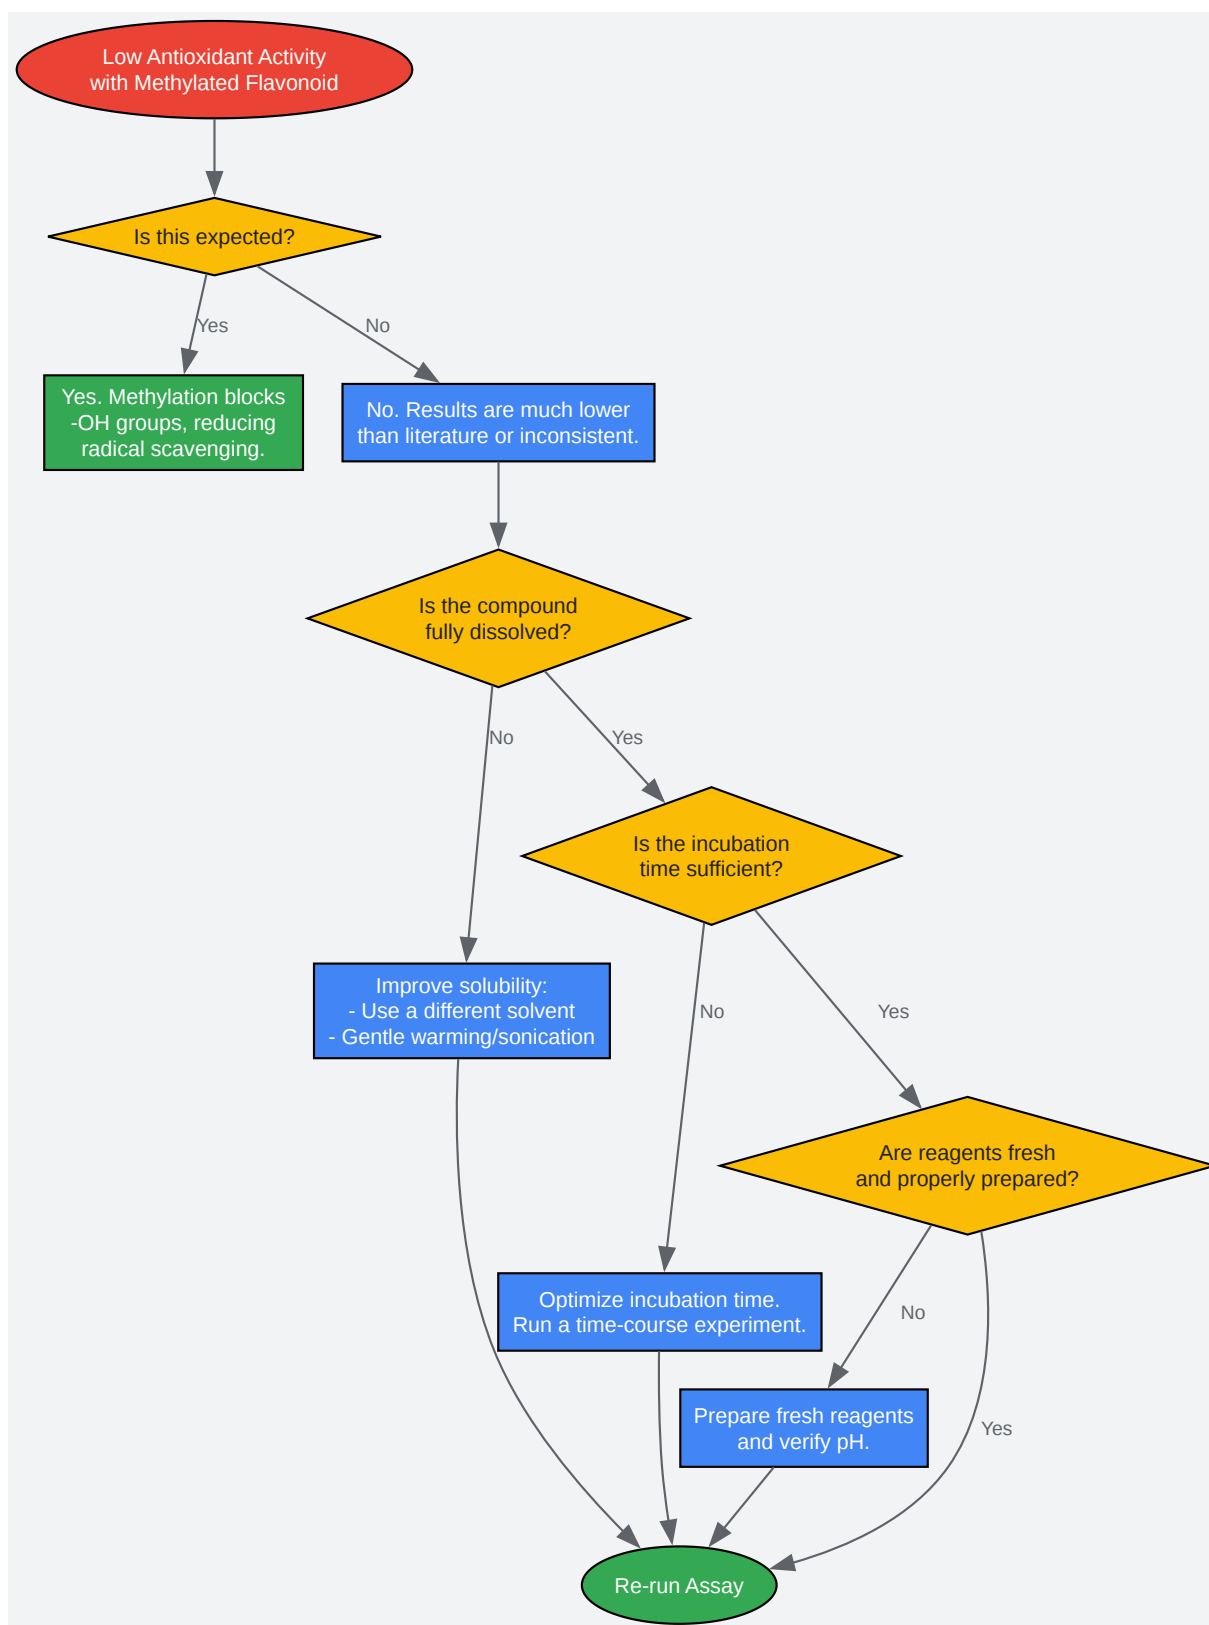 Low Antioxidant Activity
with Methylated Flavonoid
Is this expected?
Yes
No
Yes. Methylation blocks
-OH groups, reducing
radical scavenging.
No. Results are much lower
than literature or inconsistent.
Is the compound
fully dissolved?
No
Yes
Is the incubation
time sufficient?
Improve solubility:
- Use a different solvent
- Gentle warming/sonication
No
Yes
Are reagents fresh
and properly prepared?
Optimize incubation time.
Run a time-course experiment.
No
Prepare fresh reagents
and verify pH.
Yes
Re-run Assay